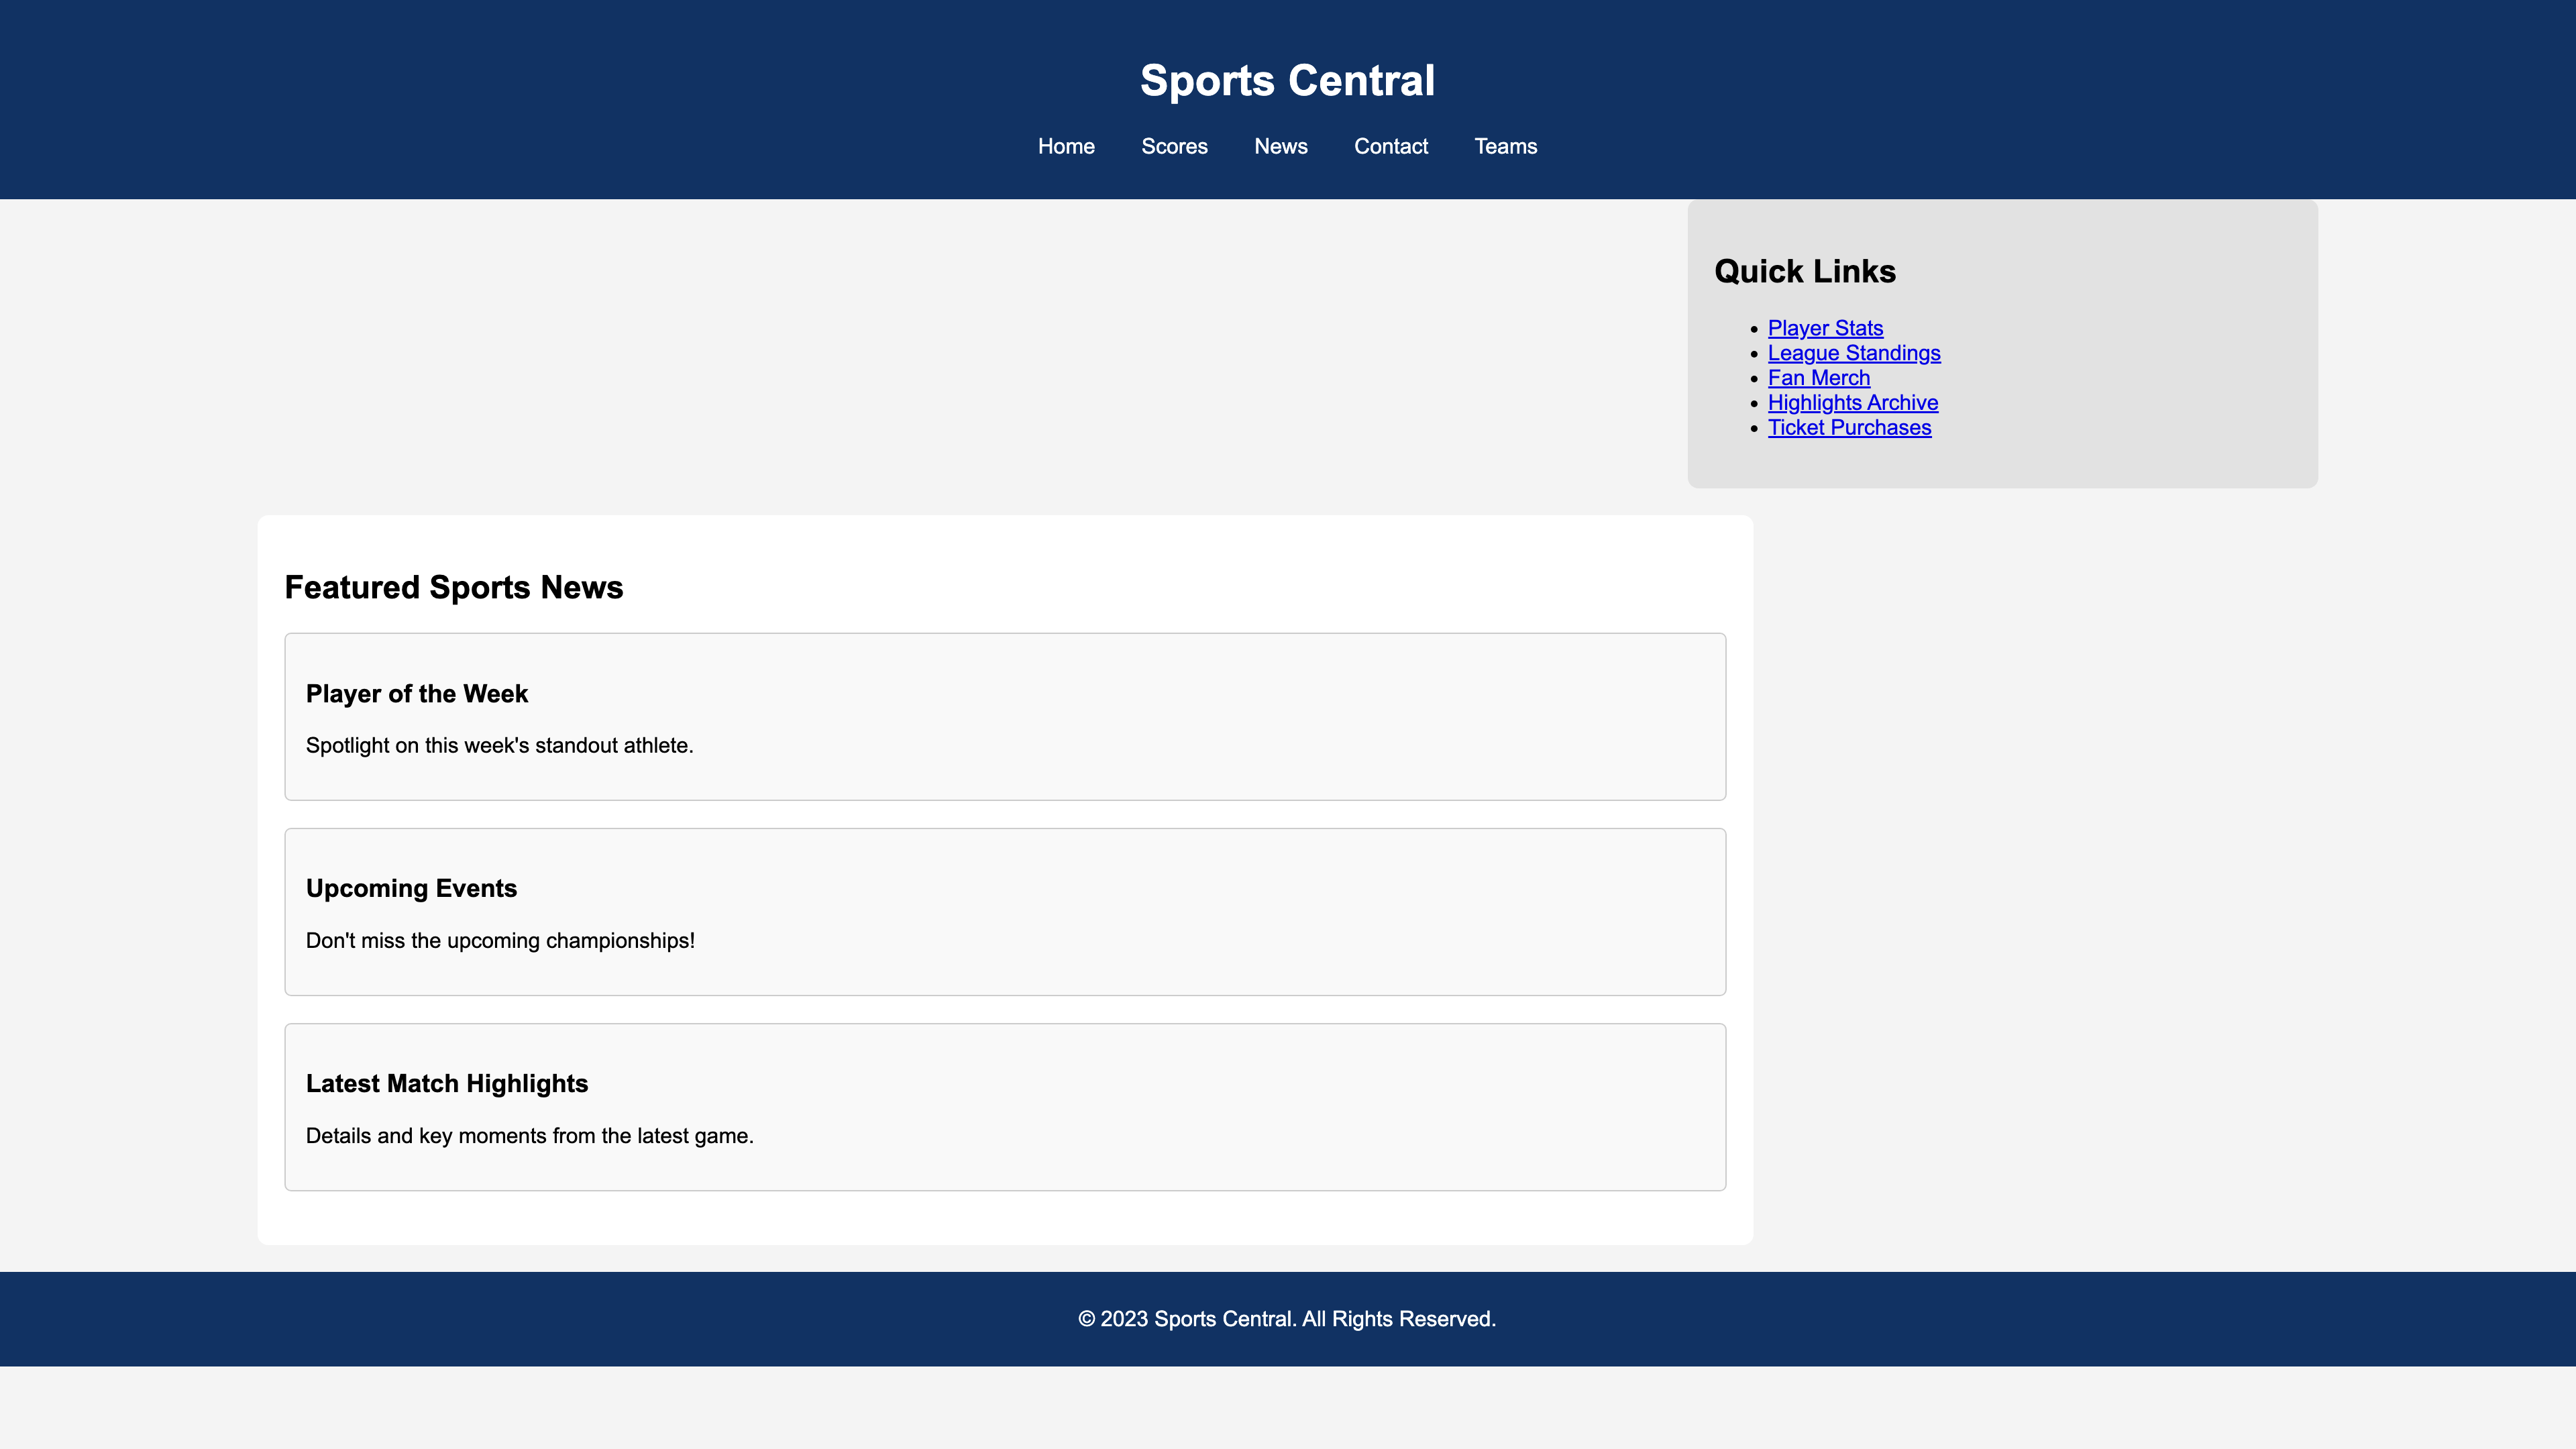 Sports Central
Home Scores News Contact Teams
Quick Links
• Player Stats
• League Standings
• Fan Merch
• Highlights Archive
• Ticket Purchases
Featured Sports News
Player of the Week
Spotlight on this week's standout athlete.
Upcoming Events
Don't miss the upcoming championships!
Latest Match Highlights
Details and key moments from the latest game.
© 2023 Sports Central. All Rights Reserved.